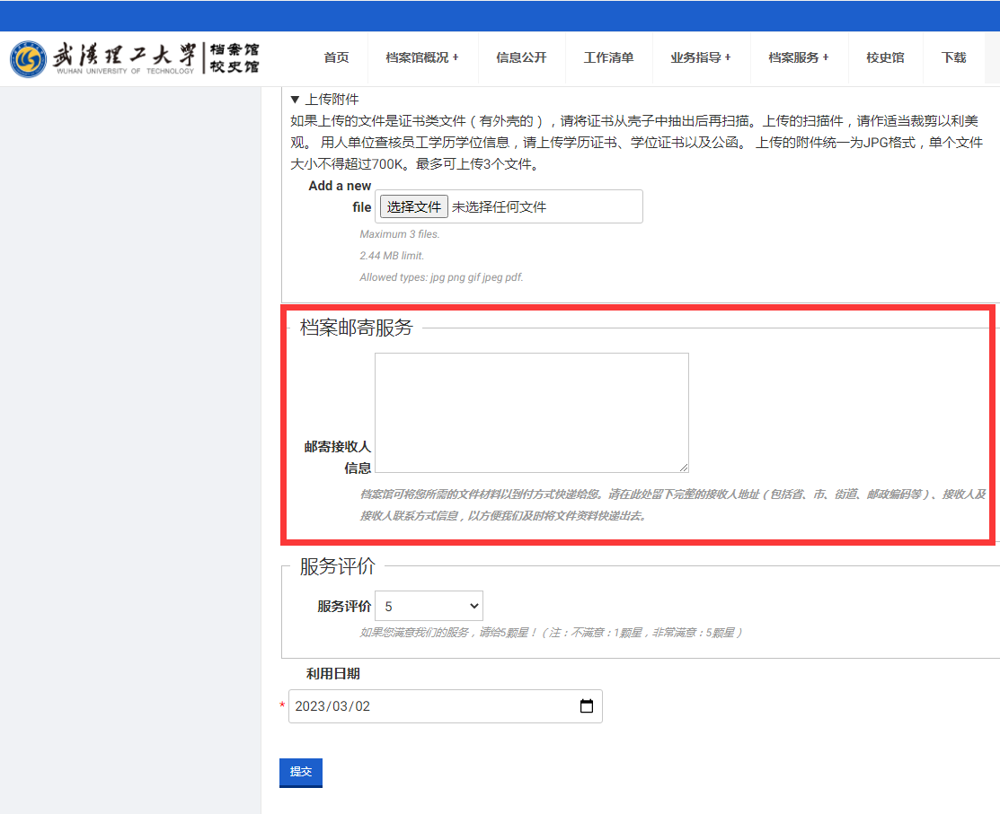 武汉理工大学
WUHAN UNIVERSITY OF TECHNOLOGY
档案馆
校史馆
首页
档案馆概况 +
信息公开
工作清单
业务指导 +
档案服务 +
校史馆
下载
▼ 上传附件
如果上传的文件是证书类文件（有外壳的），请将证书从壳子中抽出后再扫描。上传的扫描件，请作适当裁剪以利美
观。 用人单位查核员工学历学位信息，请上传学历证书、学位证书以及公函。 上传的附件统一为JPG格式，单个文件
大小不得超过700K。最多可上传3个文件。
Add a new
file
选择文件 未选择任何文件
Maximum 3 files.
2.44 MB limit.
Allowed types: jpg png gif jpeg pdf.
档案邮寄服务
邮寄接收人
信息
档案馆可将您所需的文件材料以到付方式快递给您。请在此处留下完整的接收人地址（包括省、市、街道、邮政编码等）、接收人及
接收人联系方式信息，以方便我们及时将文件资料快递出去。
服务评价
服务评价 5
如果您满意我们的服务，请给5颗星！（注：不满意：1颗星，非常满意：5颗星）
利用日期
* 2023/03/02
提交